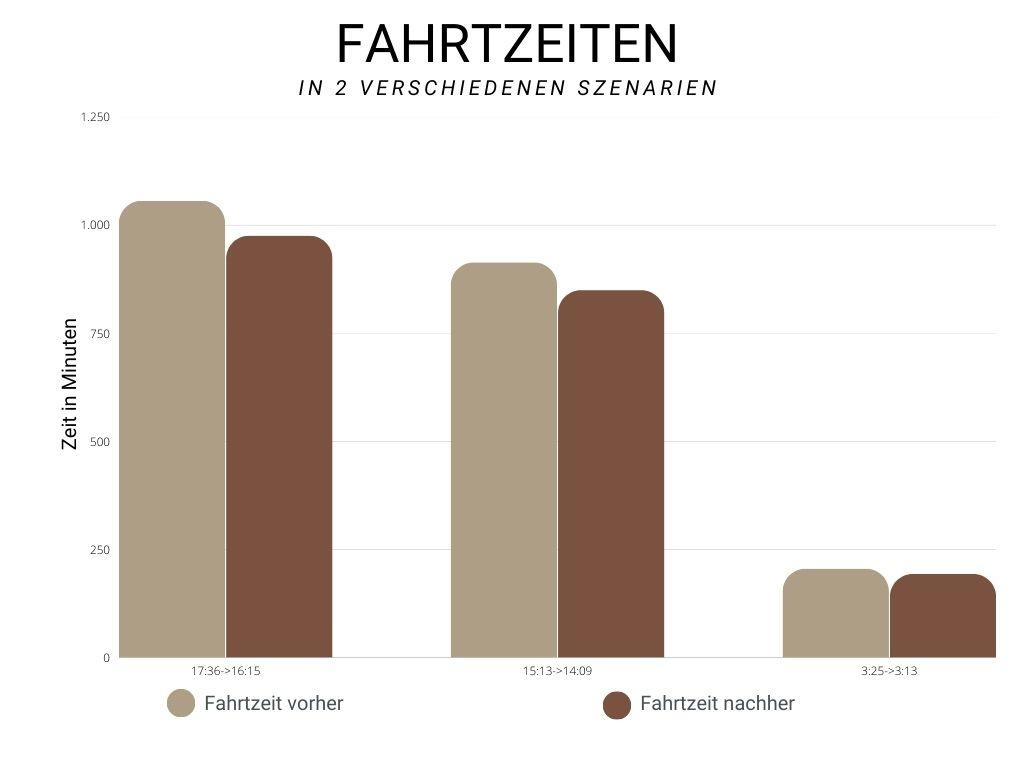 FAHRTZEITEN
IN 2 VERSCHIEDENEN SZENARIEN
1.250
1.000
750
500
250
0
Zeit in Minuten
17:36->16:15
15:13->14:09
3:25->3:13
Fahrtzeit vorher
Fahrtzeit nachher